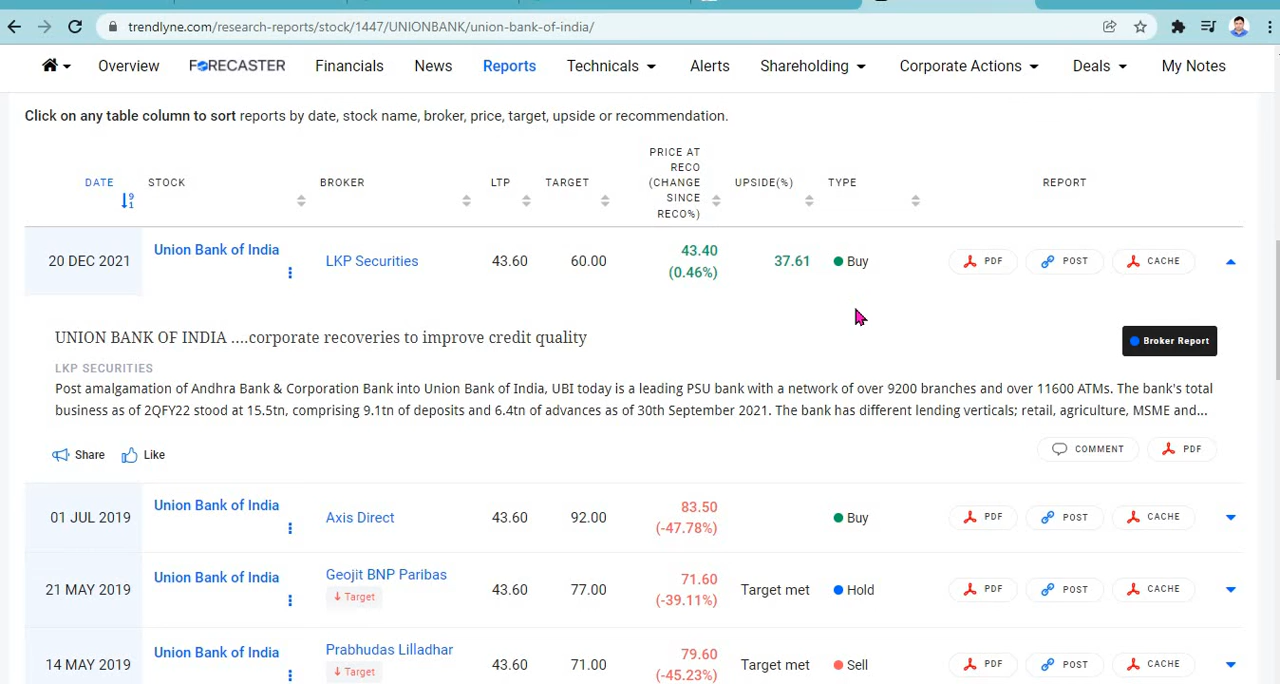 trendlyne.com/research-reports/stock/1447/UNIONBANK/union-bank-of-india/
Overview FORECASTER Financials News Reports Technicals Alerts Shareholding Corporate Actions Deals My Notes
Click on any table column to sort reports by date, stock name, broker, price, target, upside or recommendation.
DATE STOCK BROKER LTP TARGET PRICE AT RECO (CHANGE SINCE RECO%) UPSIDE(%) TYPE REPORT
20 DEC 2021 Union Bank of India LKP Securities 43.60 60.00 43.40 (0.46%) 37.61 Buy PDF POST CACHE
UNION BANK OF INDIA ....corporate recoveries to improve credit quality
Broker Report
LKP SECURITIES
Post amalgamation of Andhra Bank & Corporation Bank into Union Bank of India, UBI today is a leading PSU bank with a network of over 9200 branches and over 11600 ATMs. The bank's total
business as of 2QFY22 stood at 15.5tn, comprising 9.1tn of deposits and 6.4tn of advances as of 30th September 2021. The bank has different lending verticals; retail, agriculture, MSME and...
Share Like COMMENT PDF
01 JUL 2019 Union Bank of India Axis Direct 43.60 92.00 83.50 (-47.78%) Buy PDF POST CACHE
21 MAY 2019 Union Bank of India Geojit BNP Paribas Target 43.60 77.00 71.60 (-39.11%) Target met Hold PDF POST CACHE
14 MAY 2019 Union Bank of India Prabhudas Lilladhar Target 43.60 71.00 79.60 (-45.23%) Target met Sell PDF POST CACHE